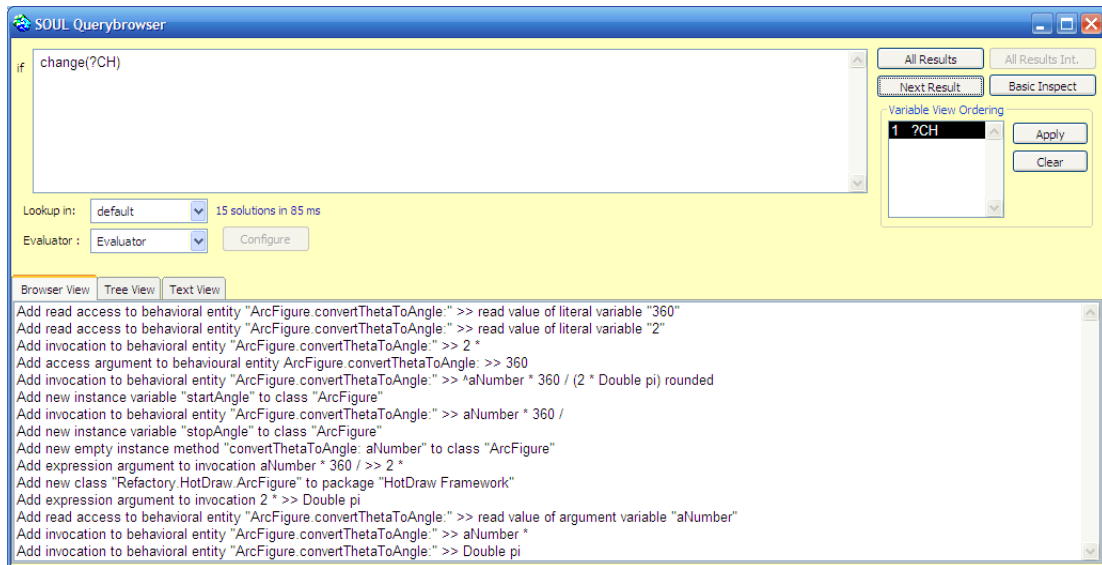 SOUL Querybrowser
if
change(?CH)
All Results
All Results Int.
Next Result
Basic Inspect
Variable View Ordering
1 ?CH
Apply
Clear
Lookup in:
default
15 solutions in 85 ms
Evaluator :
Evaluator
Configure
Browser View
Tree View
Text View
Add read access to behavioral entity "ArcFigure.convertThetaToAngle:" >> read value of literal variable "360"
Add read access to behavioral entity "ArcFigure.convertThetaToAngle:" >> read value of literal variable "2"
Add invocation to behavioral entity "ArcFigure.convertThetaToAngle:" >> 2 *
Add access argument to behavioural entity ArcFigure.convertThetaToAngle: >> 360
Add invocation to behavioral entity "ArcFigure.convertThetaToAngle:" >> ^aNumber * 360 / (2 * Double pi) rounded
Add new instance variable "startAngle" to class "ArcFigure"
Add invocation to behavioral entity "ArcFigure.convertThetaToAngle:" >> aNumber * 360 /
Add new instance variable "stopAngle" to class "ArcFigure"
Add new empty instance method "convertThetaToAngle: aNumber" to class "ArcFigure"
Add expression argument to invocation aNumber * 360 / >> 2 *
Add new class "Refactory.HotDraw.ArcFigure" to package "HotDraw Framework"
Add expression argument to invocation 2 * >> Double pi
Add read access to behavioral entity "ArcFigure.convertThetaToAngle:" >> read value of argument variable "aNumber"
Add invocation to behavioral entity "ArcFigure.convertThetaToAngle:" >> aNumber *
Add invocation to behavioral entity "ArcFigure.convertThetaToAngle:" >> Double pi